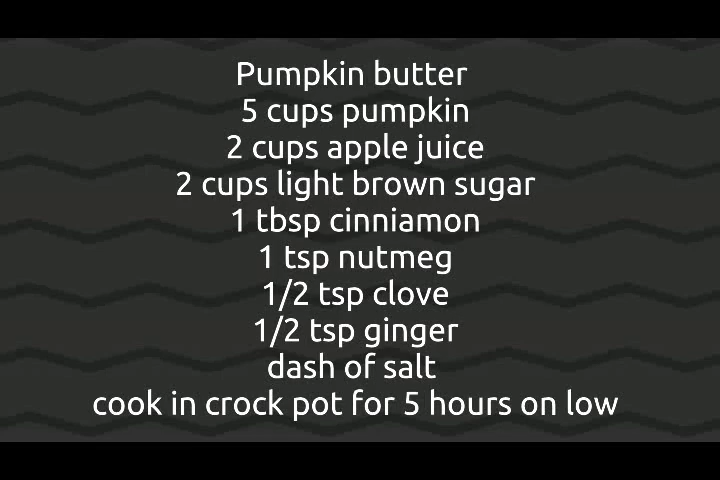 Pumpkin butter
5 cups pumpkin
2 cups apple juice
2 cups light brown sugar
1 tbsp cinniamon
1 tsp nutmeg
1/2 tsp clove
1/2 tsp ginger
dash of salt
cook in crock pot for 5 hours on low